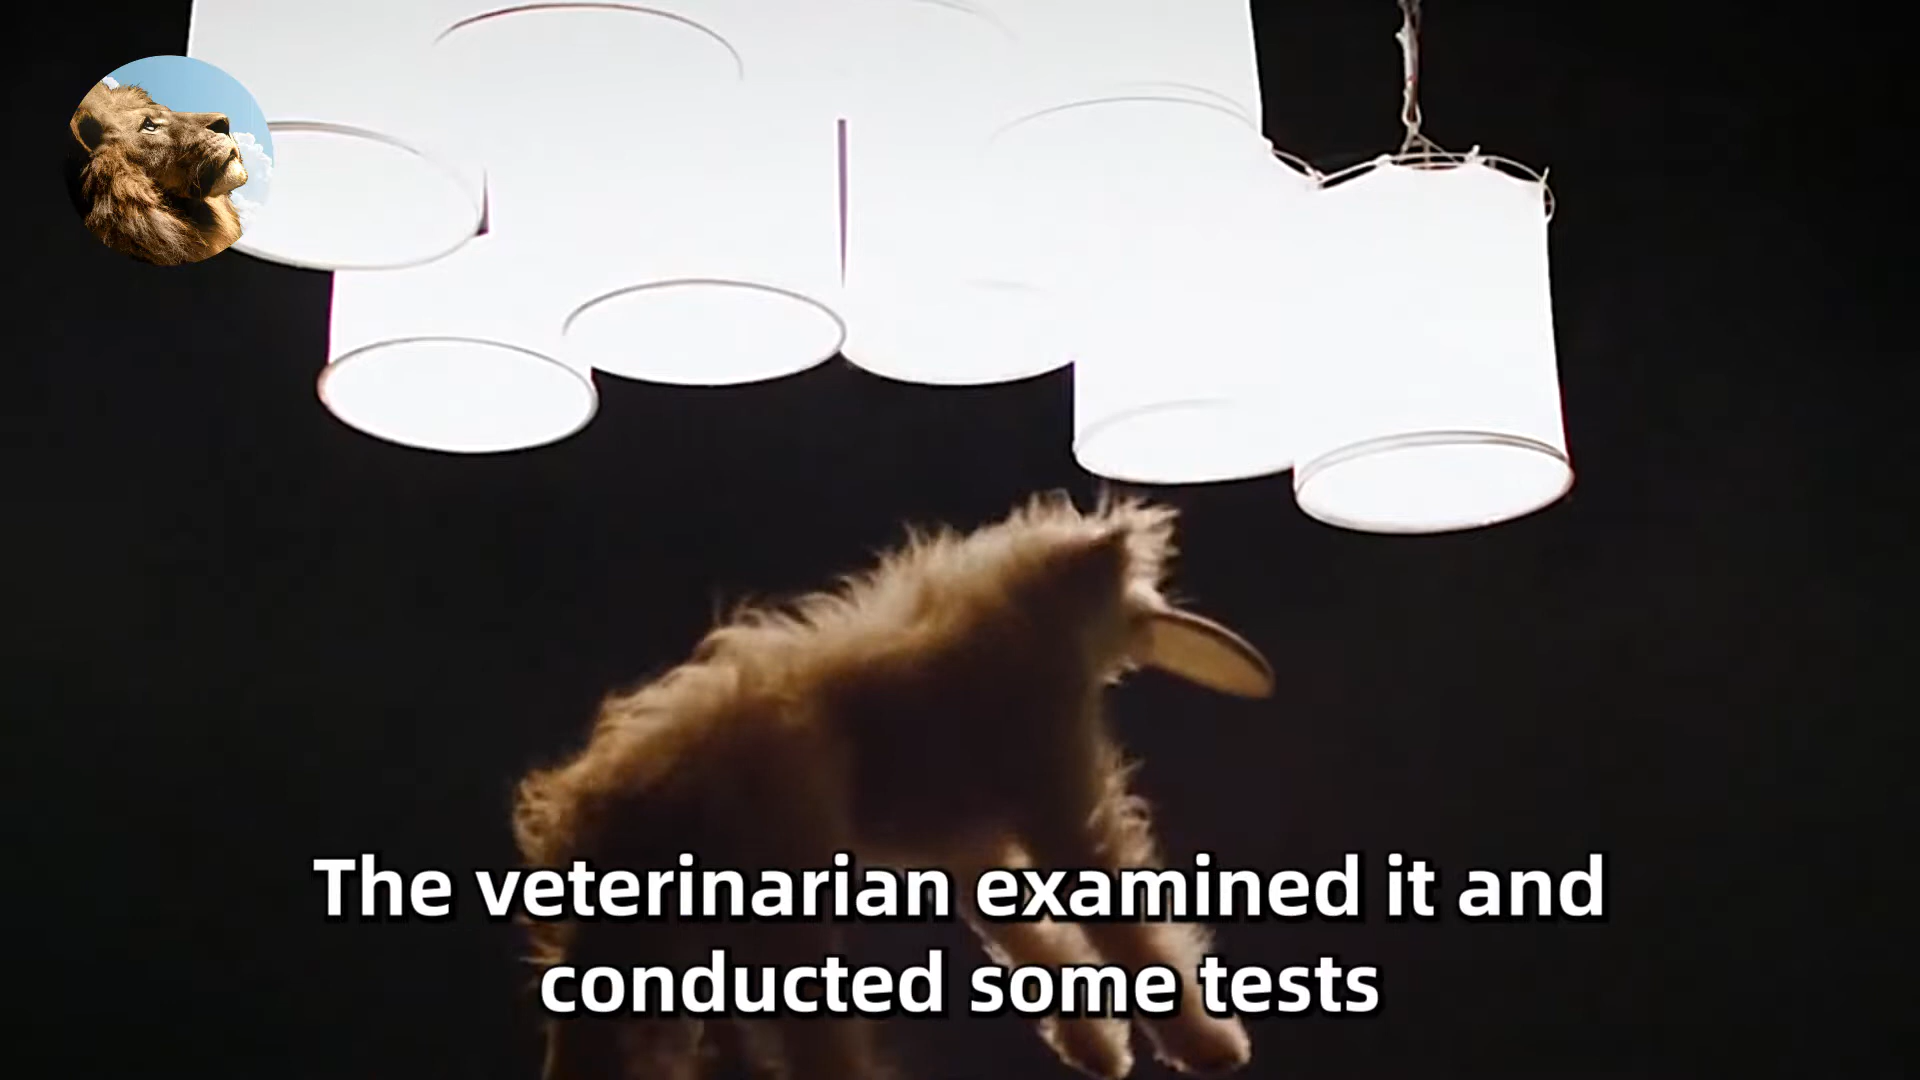 The veterinarian examined it and
conducted some tests